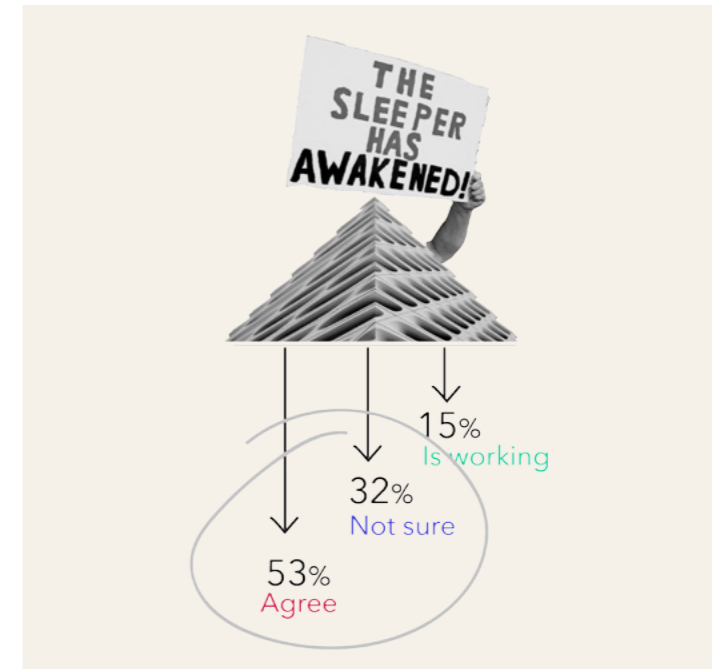 THE
SLEEPER
HAS
AWAKENED!
15%
Is working
32%
Not sure
53%
Agree